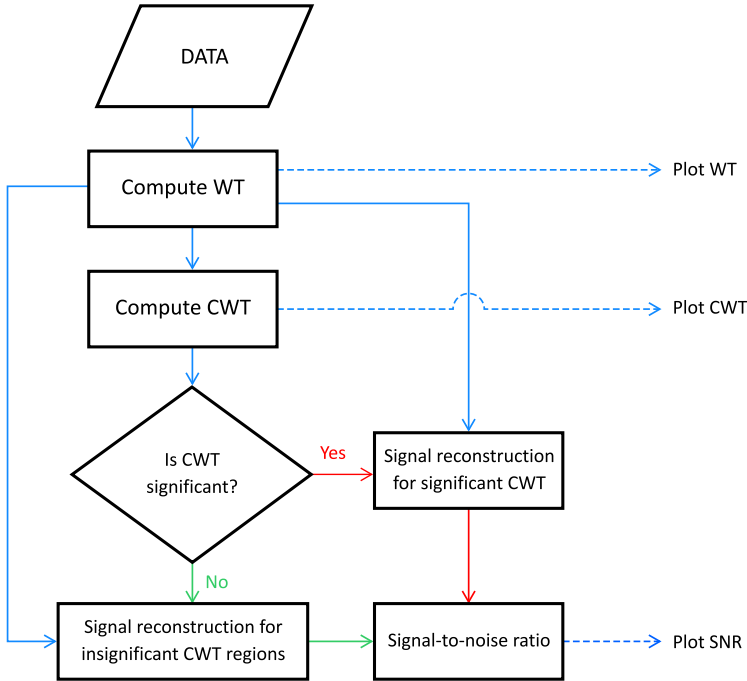 DATA
Compute WT
Plot WT
Compute CWT
Plot CWT
Is CWT
significant?
Yes
Signal reconstruction
for significant CWT
No
Signal reconstruction for
insignificant CWT regions
Signal-to-noise ratio
Plot SNR